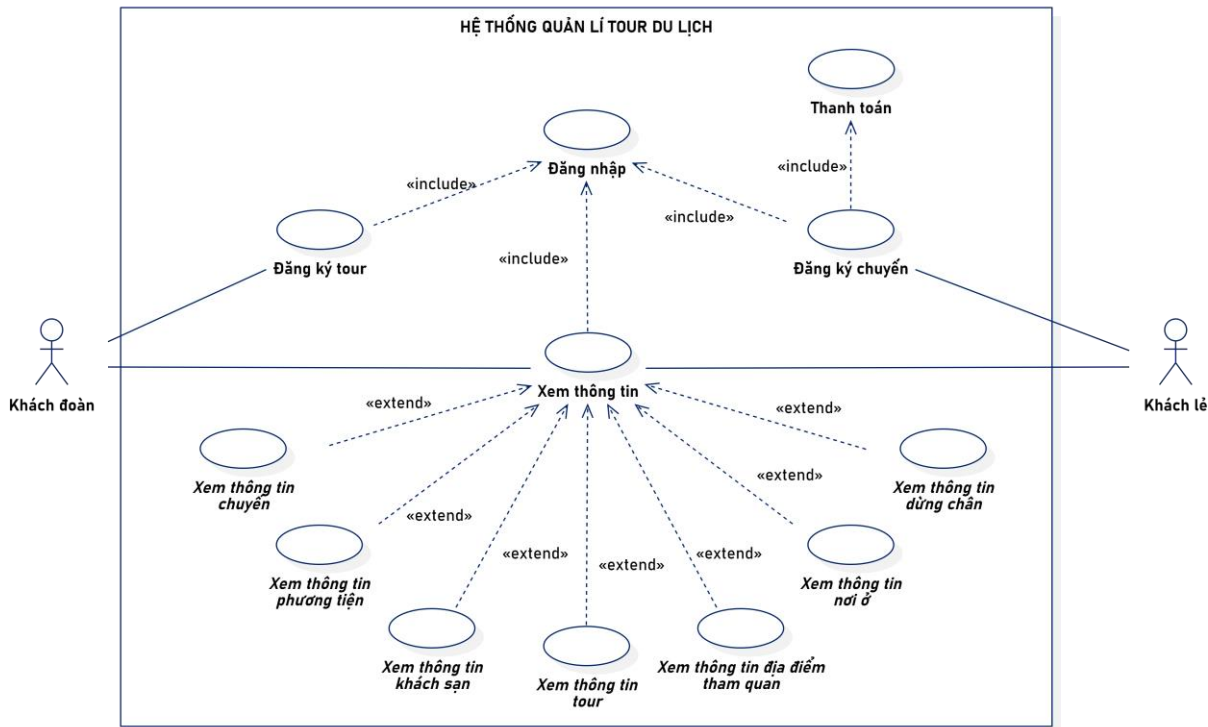 HỆ THỐNG QUẢN LÍ TOUR DU LỊCH
Thanh toán
Đăng nhập
«include»
«include»
«include»
Đăng ký tour
«include»
Đăng ký chuyến
Khách đoàn
Xem thông tin
Khách lẻ
«extend»
«extend»
Xem thông tin
chuyến
«extend»
Xem thông tin
dừng chân
«extend»
«extend»
«extend»
«extend»
Xem thông tin
phương tiện
Xem thông tin
nơi ở
Xem thông tin
khách sạn
Xem thông tin
tour
Xem thông tin địa điểm
tham quan